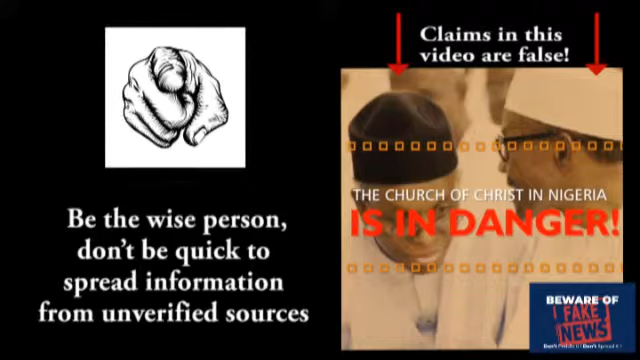 Claims in this
video are false!
Be the wise person,
don't be quick to
spread information
from unverified sources
THE CHURCH OF CHRIST IN NIGERIA
IS IN DANGER!
BEWARE OF
FAKE
NEWS